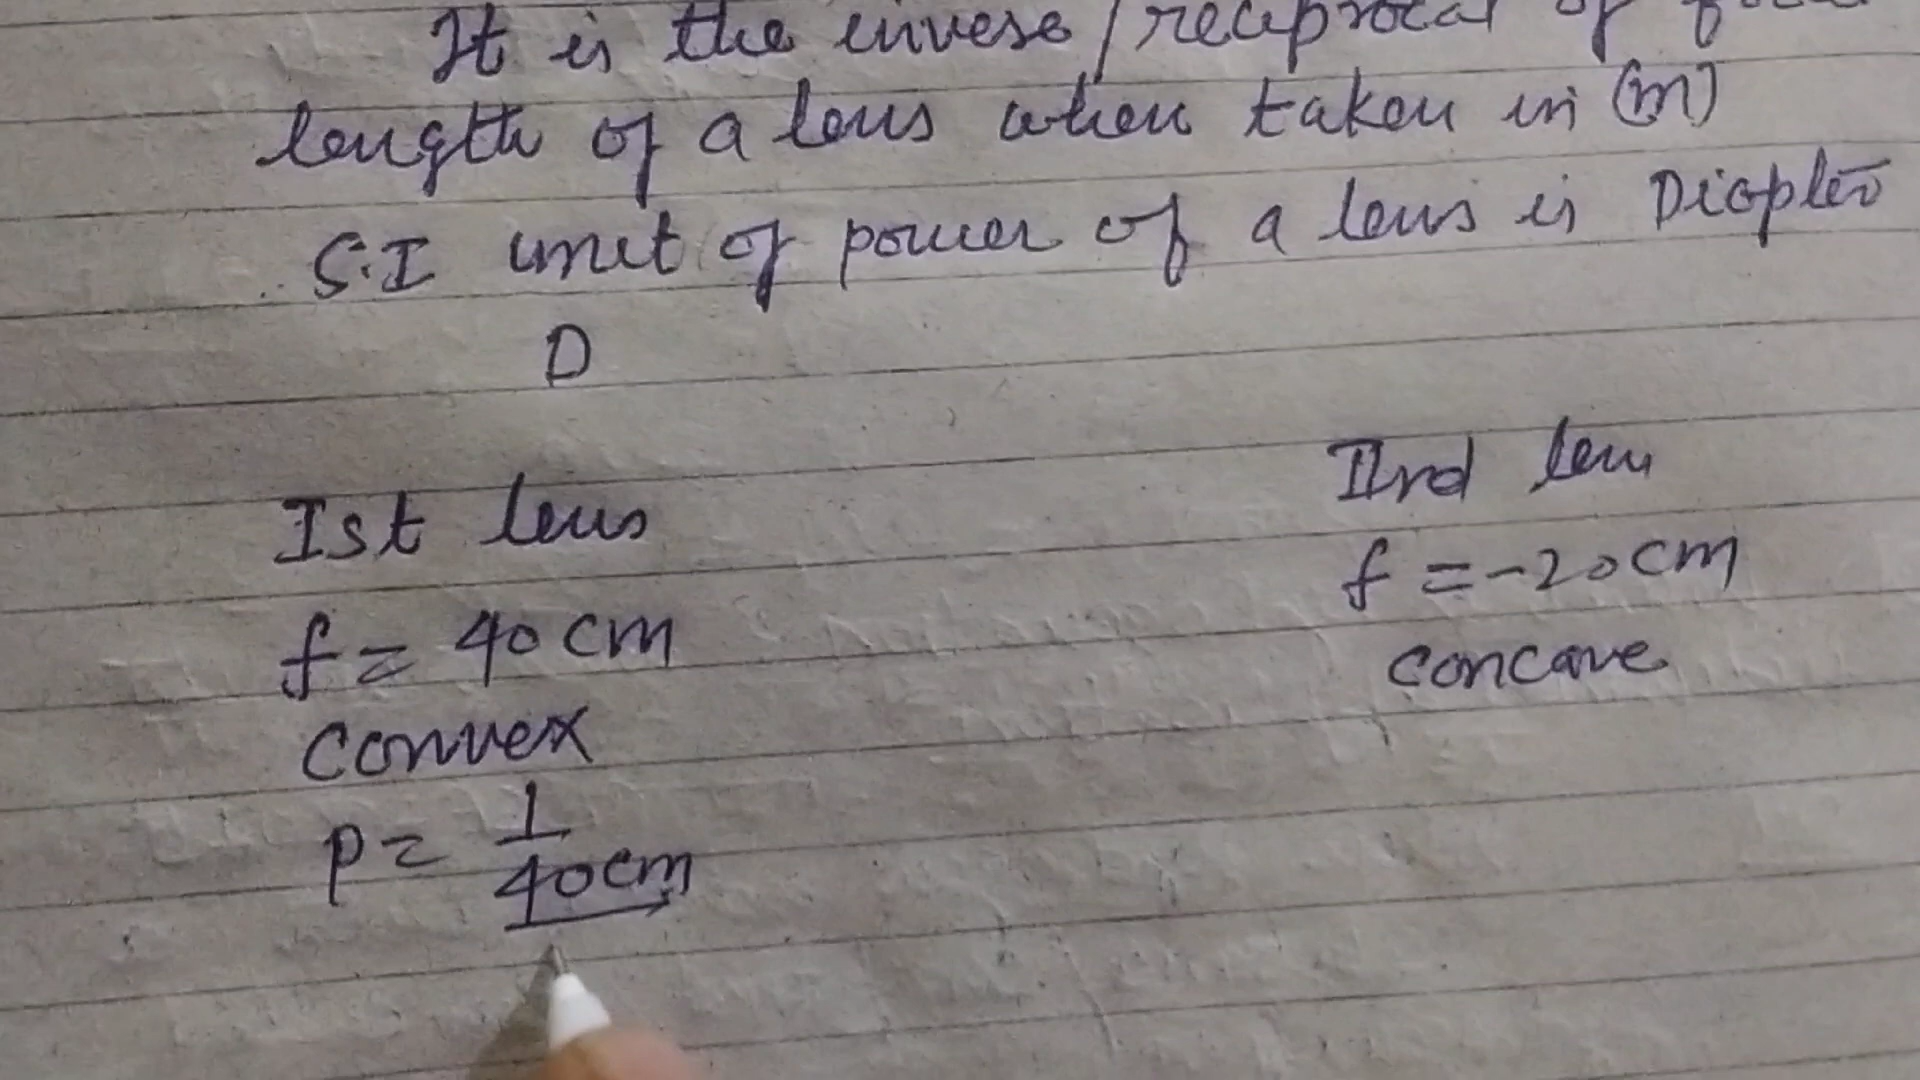 It is the inverse/reciprocal of focal
length of a lens when taken in (m)
S.I unit of power of a lens is Diopter
D
Ist lens
f = 40 cm
convex
P = 1
40cm
IInd lens
f = -20cm
concave